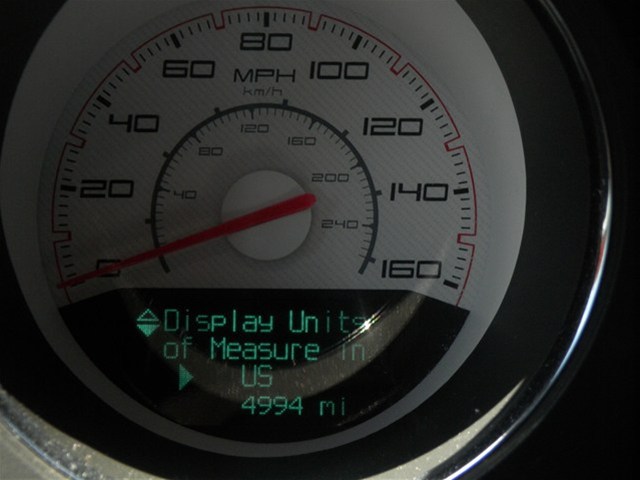 80
60 MPH 100
km/h
40 120 160 120
80
20 40 200 140
240
0 160
Display Units
of Measure in
US
4994 mi